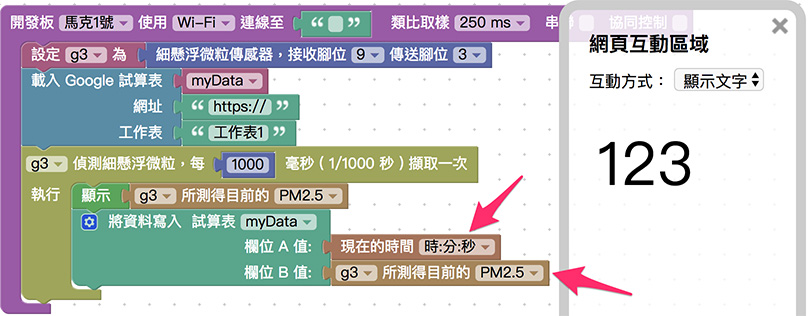 開發板 馬克1號 使用 Wi-Fi 連線至 “ ” 類比取樣 250 ms 串聯 協同控制
設定 g3 為 細懸浮微粒傳感器，接收腳位 9 傳送腳位 3
載入 Google 試算表 myData
網址 “ https:// ”
工作表 “ 工作表1 ”
g3 偵測細懸浮微粒，每 1000 毫秒 ( 1/1000 秒 ) 擷取一次
執行 顯示 g3 所測得目前的 PM2.5
將資料寫入 試算表 myData
欄位 A 值: 現在的時間 時:分:秒
欄位 B 值: g3 所測得目前的 PM2.5
網頁互動區域
互動方式： 顯示文字
123